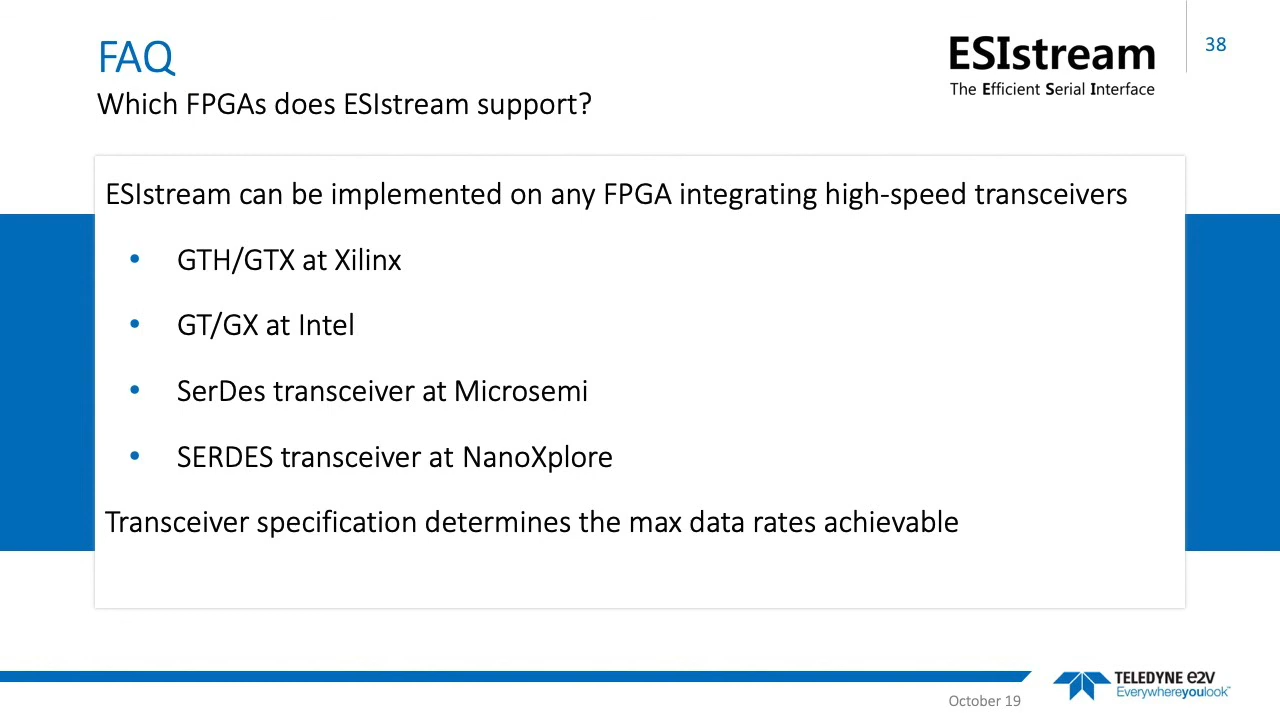 FAQ
ESIstream
38
The Efficient Serial Interface
Which FPGAs does ESIstream support?
ESIstream can be implemented on any FPGA integrating high-speed transceivers
• GTH/GTX at Xilinx
• GT/GX at Intel
• SerDes transceiver at Microsemi
• SERDES transceiver at NanoXplore
Transceiver specification determines the max data rates achievable
October 19
TELEDYNE e2v
Everywhereyoulook™